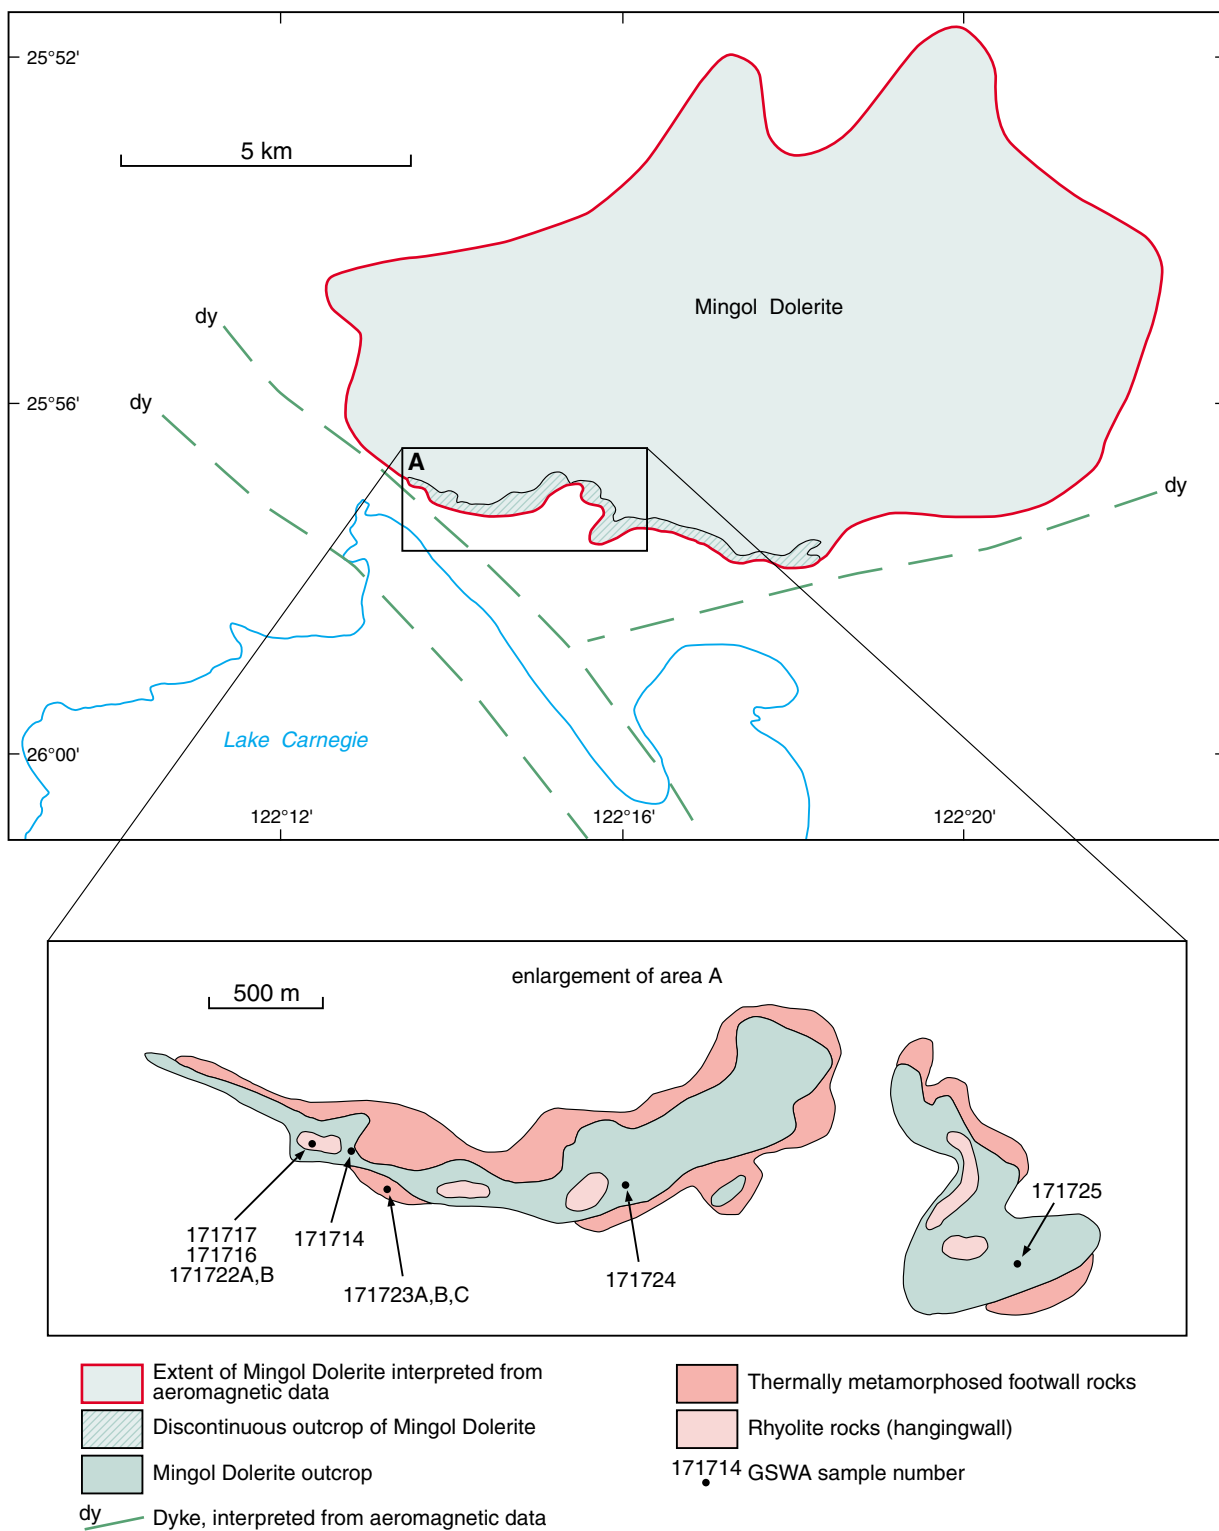 25°52'
5 km
Mingol Dolerite
dy
25°56'
dy
A
dy
Lake Carnegie
26°00'
122°12'
122°16'
122°20'
enlargement of area A
500 m
171725
171717
171716
171722A,B
171714
171723A,B,C
171724
Extent of Mingol Dolerite interpreted from
aeromagnetic data
Discontinuous outcrop of Mingol Dolerite
Mingol Dolerite outcrop
dy Dyke, interpreted from aeromagnetic data
Thermally metamorphosed footwall rocks
Rhyolite rocks (hangingwall)
171714 GSWA sample number